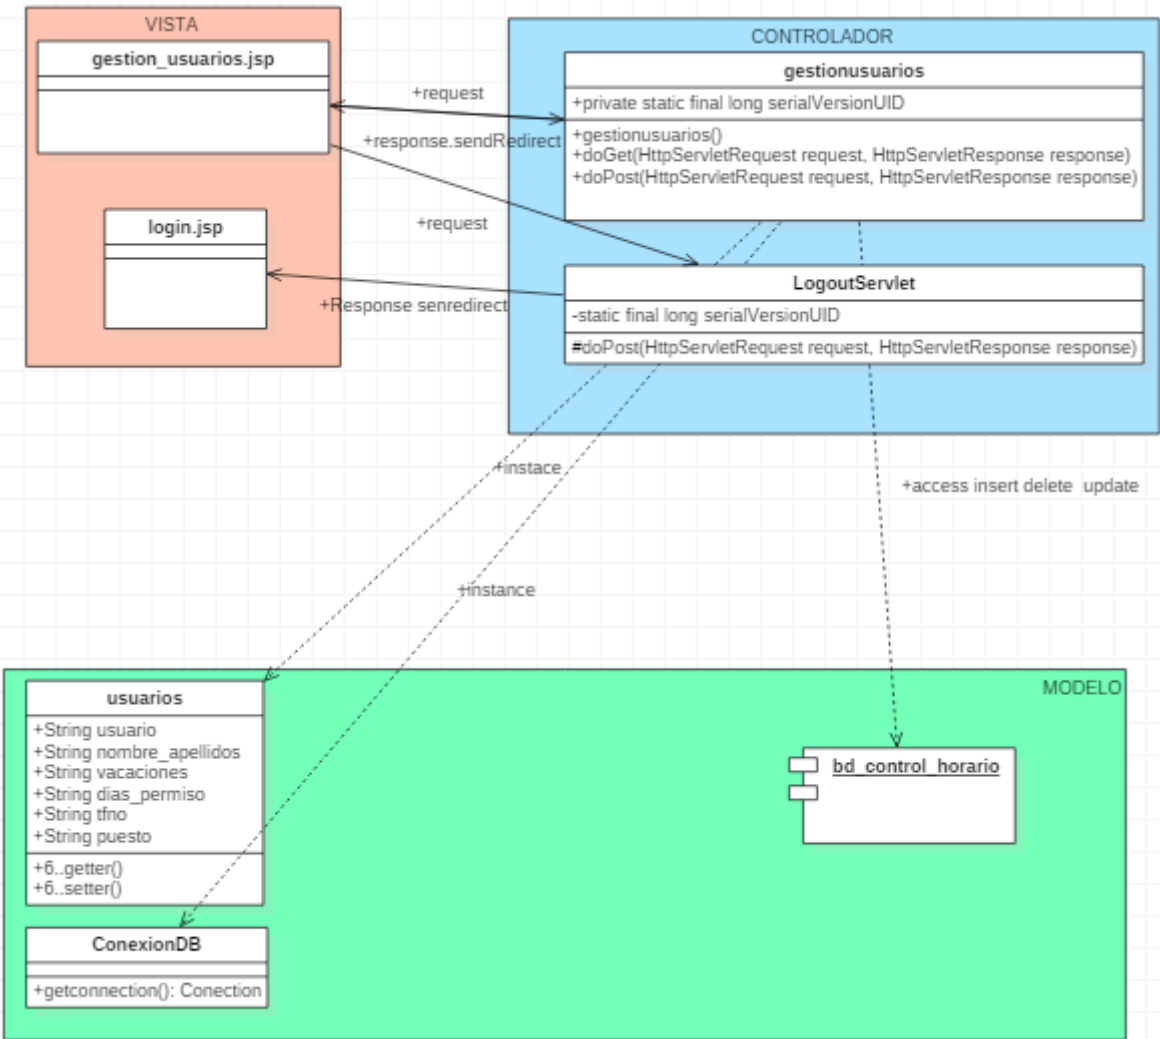 VISTA
gestion_usuarios.jsp
login.jsp
+request
+response.sendRedirect
+request
+Response senredirect
CONTROLADOR
gestionusuarios
+private static final long serialVersionUID
+gestionusuarios()
+doGet(HttpServletRequest request, HttpServletResponse response)
+doPost(HttpServletRequest request, HttpServletResponse response)
LogoutServlet
-static final long serialVersionUID
#doPost(HttpServletRequest request, HttpServletResponse response)
+instace
+access insert delete update
+instance
MODELO
usuarios
+String usuario
+String nombre_apellidos
+String vacaciones
+String dias_permiso
+String tfno
+String puesto
+6..getter()
+6..setter()
bd_control_horario
ConexionDB
+getconnection(): Conection